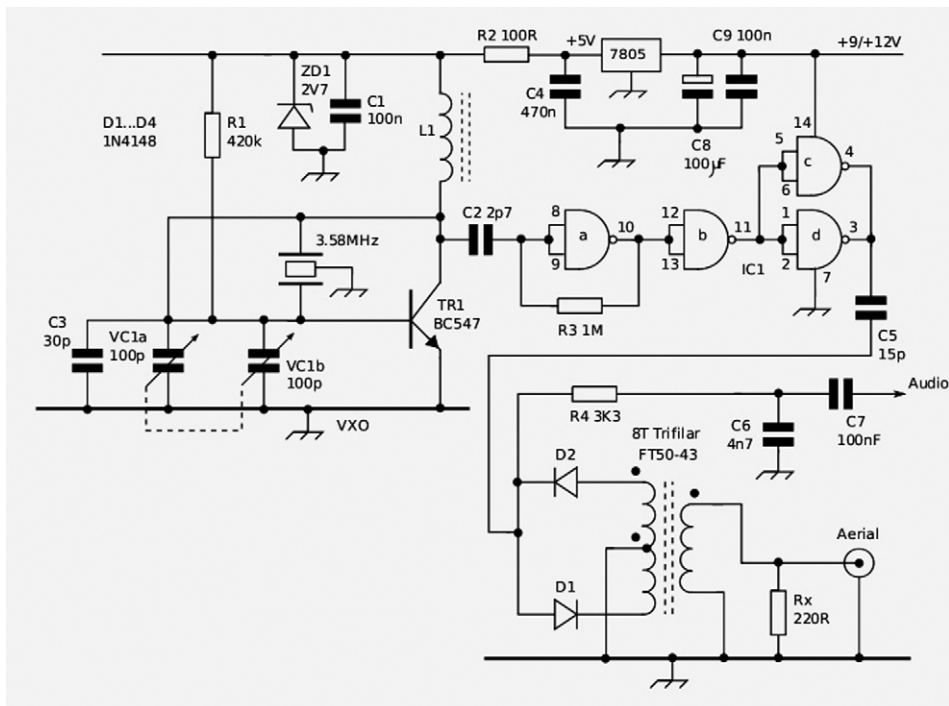 R2 100R
+5V
7805
C9 100n
+9/+12V
D1...D4
1N4148
R1
420k
ZD1
2V7
C1
100n
L1
C4
470n
C8
100µF
14
5
c
4
6
3.58MHz
C2 2p7
8
a
10
9
12
b
11
13
1
d
3
2
IC1
7
R3 1M
TR1
BC547
C3
30p
VC1a
100p
VC1b
100p
C5
15p
VXO
R4 3K3
Audio
C6
4n7
C7
100nF
8T Trifilar
FT50-43
D2
D1
Aerial
Rx
220R